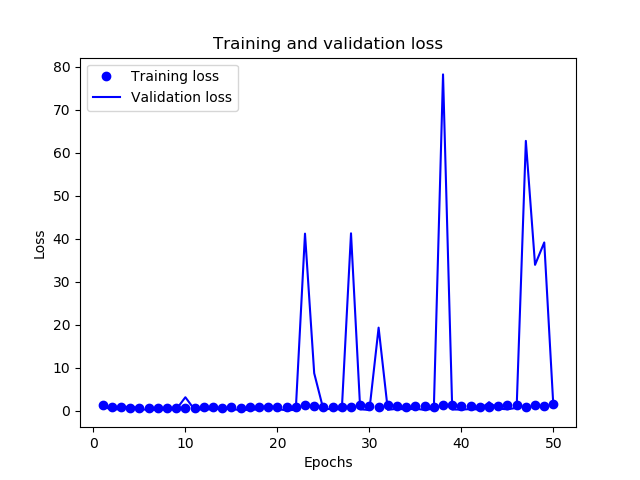 Training and validation loss
Training loss
Validation loss
80
70
60
50
40
30
20
10
0
Loss
0 10 20 30 40 50
Epochs